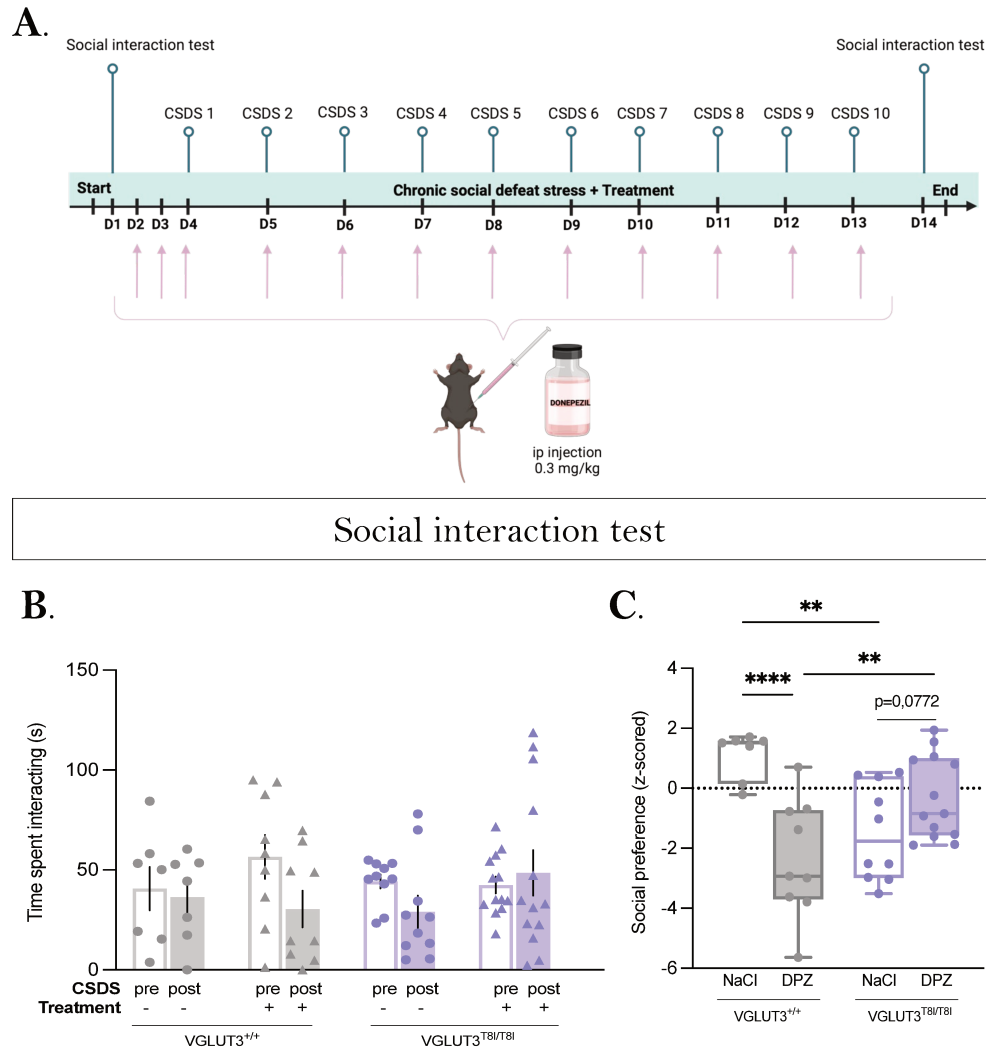 A.
Social interaction test
Social interaction test
CSDS 1
CSDS 2
CSDS 3
CSDS 4
CSDS 5
CSDS 6
CSDS 7
CSDS 8
CSDS 9
CSDS 10
Start
Chronic social defeat stress + Treatment
End
D1
D2
D3
D4
D5
D6
D7
D8
D9
D10
D11
D12
D13
D14
DONEPEZIL
ip injection
0.3 mg/kg
Social interaction test
B.
Time spent interacting (s)
150
100
50
0
CSDS pre post pre post pre post pre post
Treatment - - + + - - + +
VGLUT3+/+
VGLUT3T8I/T8I
C.
**
**
****
p=0,0772
Social preference (z-scored)
4
2
0
-2
-4
-6
NaCl DPZ NaCl DPZ
VGLUT3+/+
VGLUT3T8I/T8I